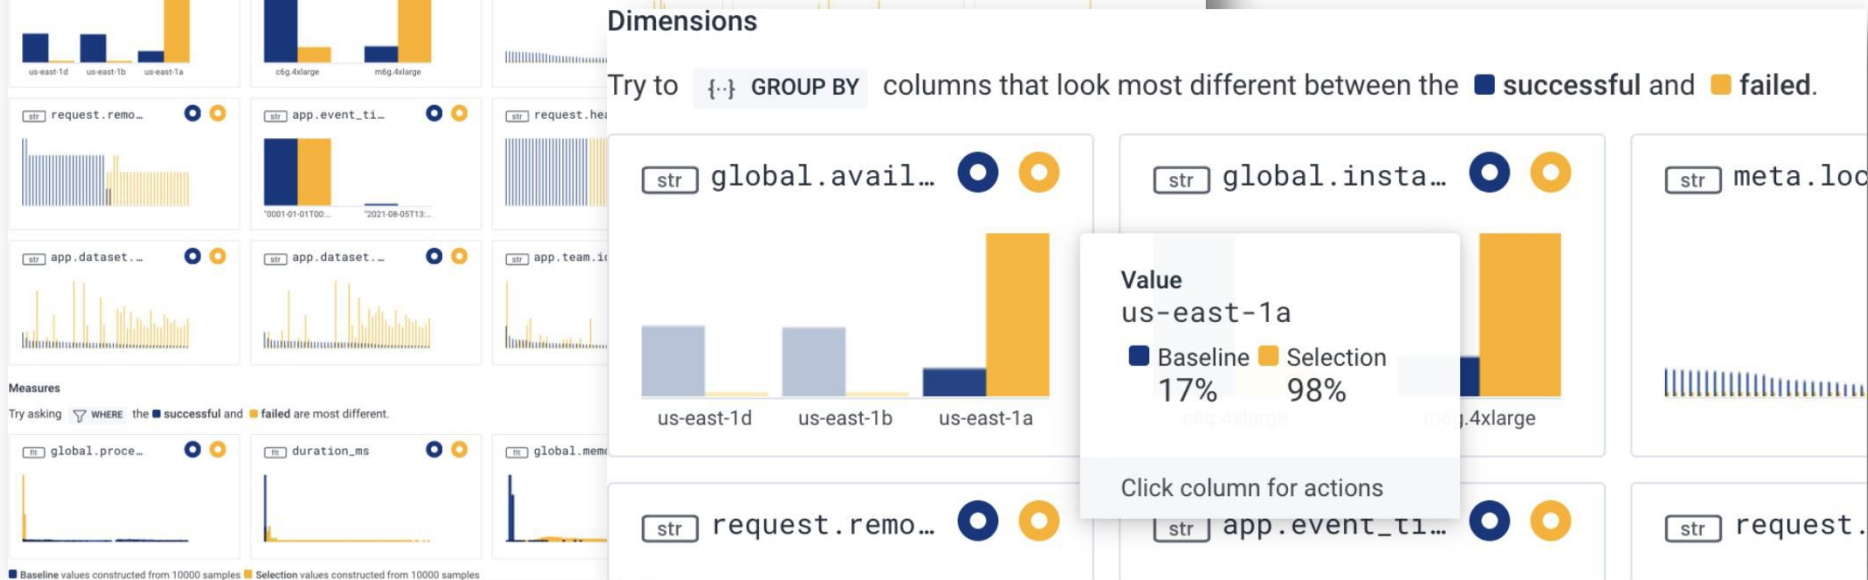 us-east-1d us-east-1b us-east-1a
c6g.4xlarge m6g.4xlarge
str request.remo…
str app.event_ti…
str request.hea
"0001-01-01T00:… "2021-08-05T13:…
str app.dataset.…
str app.dataset.…
str app.team.ic
Measures
Try asking WHERE the successful and failed are most different.
flt global.proce…
flt duration_ms
flt global.mem
Baseline values constructed from 10000 samples Selection values constructed from 10000 samples
Dimensions
Try to {··} GROUP BY columns that look most different between the successful and failed.
str global.avail…
str global.insta…
str meta.loc
us-east-1d us-east-1b us-east-1a
c6g.4xlarge m6g.4xlarge
Value
us-east-1a
Baseline Selection
17% 98%
Click column for actions
str request.remo…
str app.event_ti…
str request.